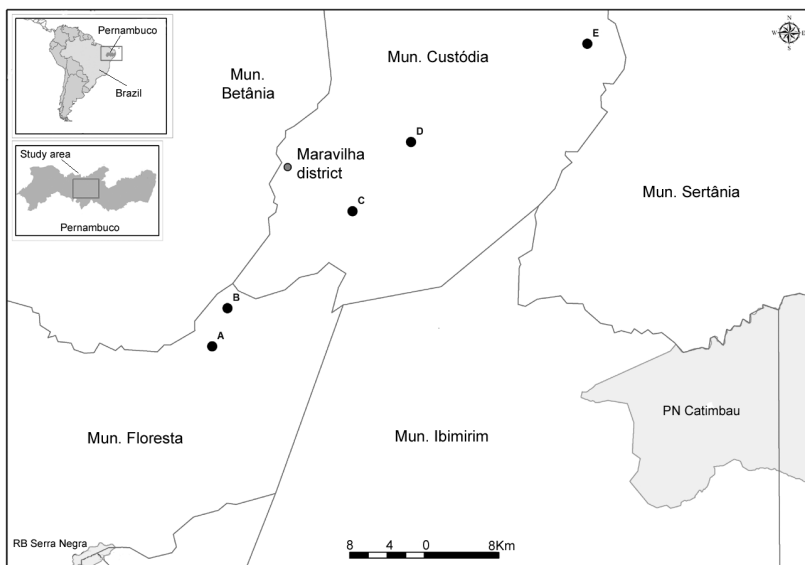 Pernambuco
Brazil
Study area
Pernambuco
Mun.
Betânia
Mun. Custódia
E
N
W
E
S
D
Maravilha
district
C
Mun. Sertânia
B
A
PN Catimbau
Mun. Floresta
Mun. Ibimirim
RB Serra Negra
8 4 0 8Km